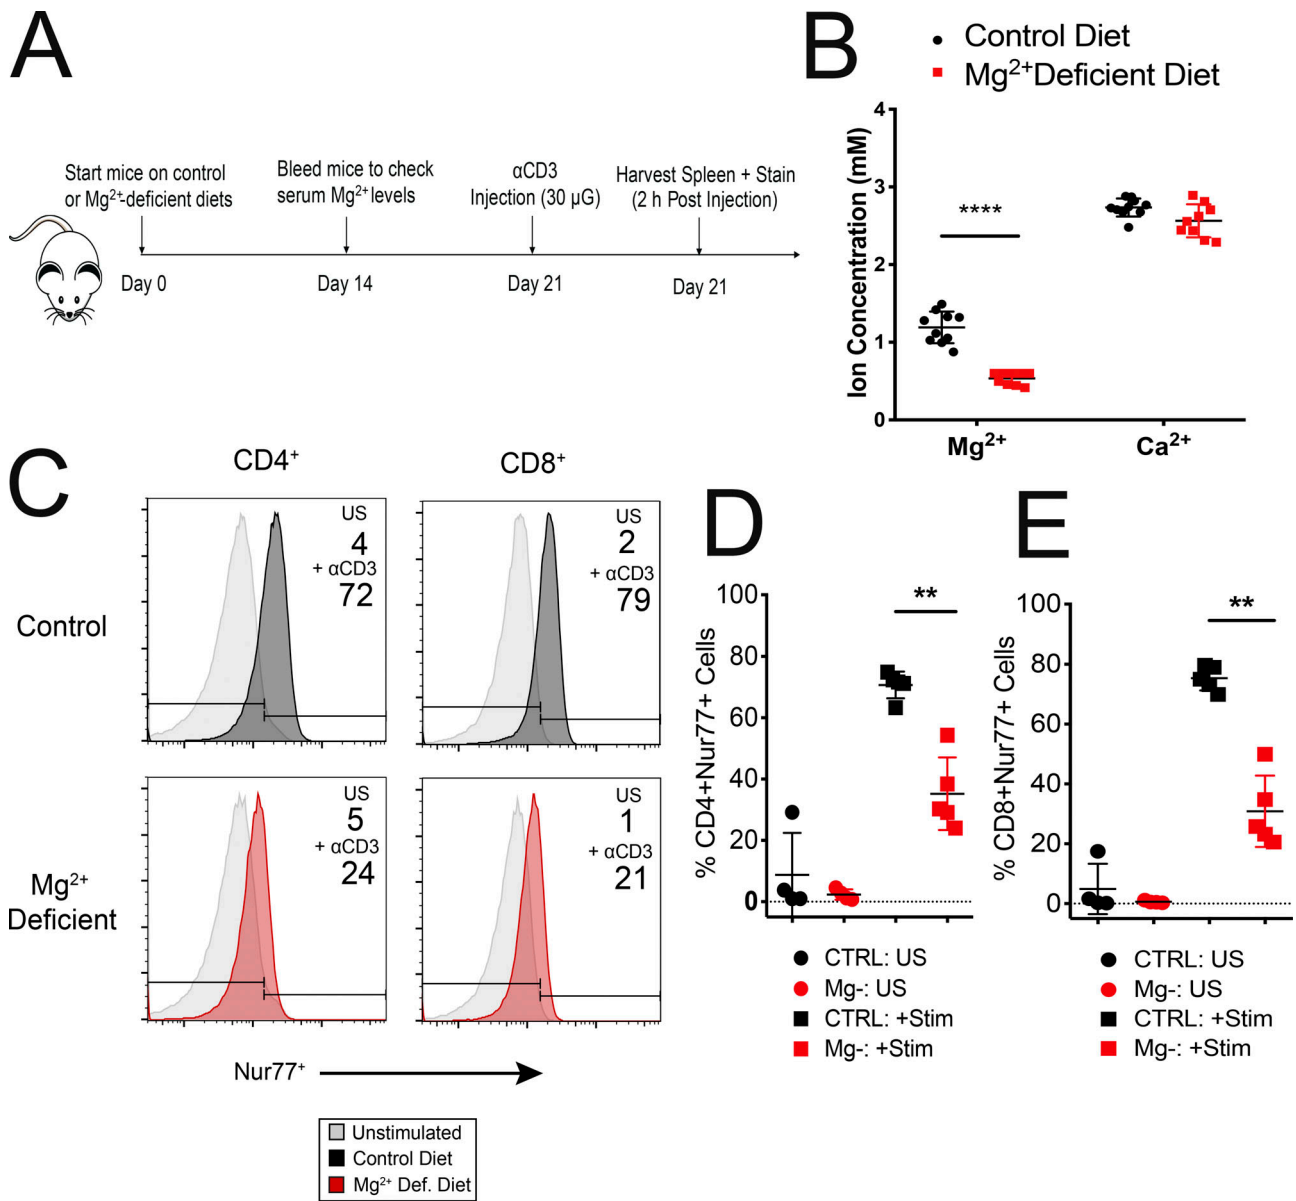 A
Start mice on control
or Mg²⁺-deficient diets
Bleed mice to check
serum Mg²⁺ levels
αCD3
Injection (30 μG)
Harvest Spleen + Stain
(2 h Post Injection)
Day 0
Day 14
Day 21
Day 21
B
Control Diet
Mg²⁺Deficient Diet
Ion Concentration (mM)
4
3
2
1
0
****
Mg²⁺
Ca²⁺
C
CD4⁺
CD8⁺
Control
US
4
+ αCD3
72
US
2
+ αCD3
79
Mg²⁺
Deficient
US
5
+ αCD3
24
US
1
+ αCD3
21
Nur77⁺
Unstimulated
Control Diet
Mg²⁺ Def. Diet
D
% CD4+Nur77+ Cells
100
80
60
40
20
0
**
CTRL: US
Mg-: US
CTRL: +Stim
Mg-: +Stim
E
% CD8+Nur77+ Cells
100
80
60
40
20
0
**
CTRL: US
Mg-: US
CTRL: +Stim
Mg-: +Stim